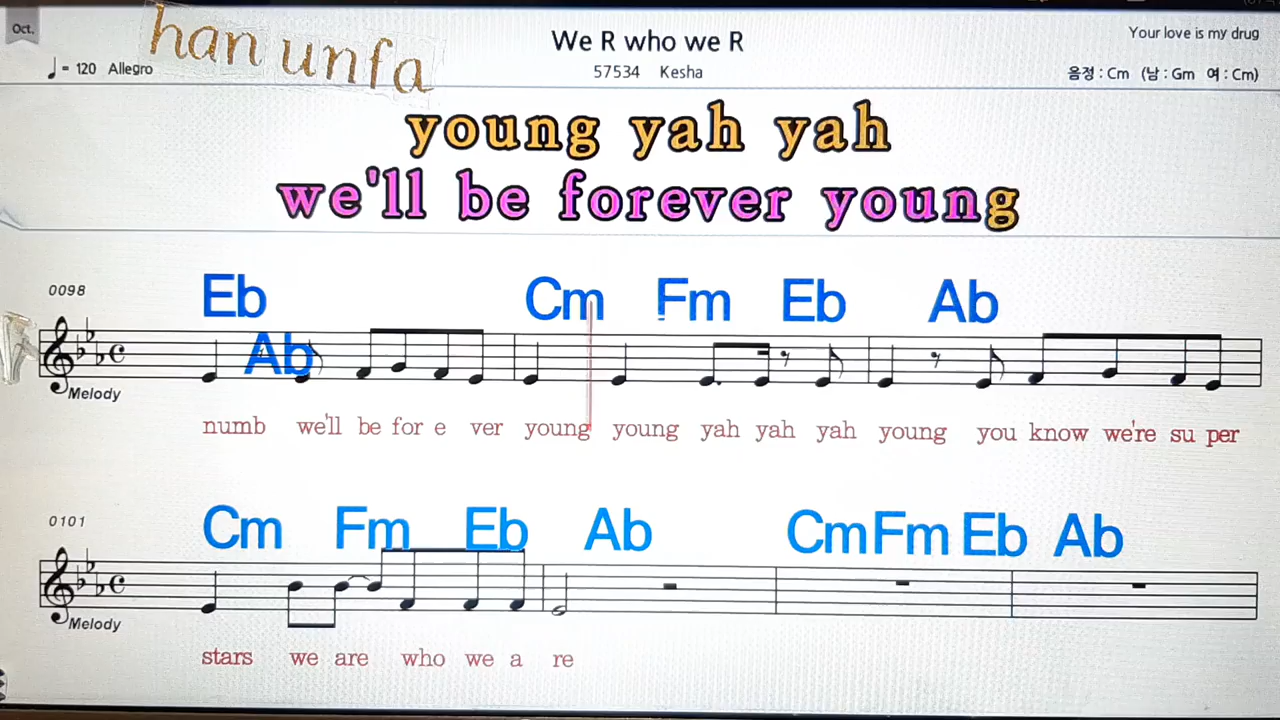 Oct.
han unfa
We R who we R
Your love is my drug
♩= 120 Allegro
57534 Kesha
음정 : Cm (남 : Gm 여 : Cm)
young yah yah
we'll be forever young
0098
Eb Cm Fm Eb Ab
Ab
Melody
numb we'll be for e ver young young yah yah yah young you know we're su per
0101
Cm Fm Eb Ab Cm Fm Eb Ab
Melody
stars we are who we a re